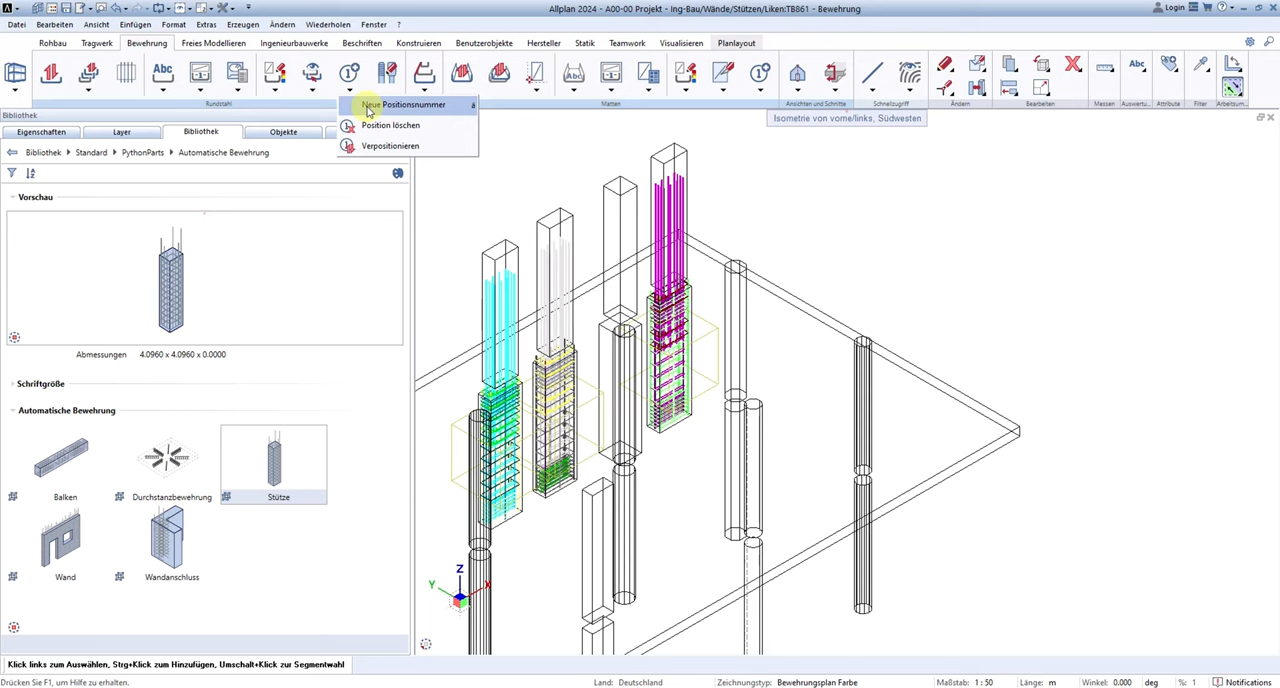 Allplan 2024 - A00-00 Projekt - Ing-Bau/Wände/Stützen/Liken:TB861 - Bewehrung
Login
Datei Bearbeiten Ansicht Einfügen Format Extras Erzeugen Ändern Wiederholen Fenster ?
Rohbau Tragwerk Bewehrung Freies Modellieren Ingenieurbauwerke Beschriften Konstruieren Benutzerobjekte Hersteller Statik Teamwork Visualisieren Planlayout
Abc Abc Abc
Rundstahl Matten Ansichten und Schnitte Schnellzugriff Ändern Bearbeiten Messen Auswertu... Attribute Filter Arbeitsum...
Neue Positionsnummer
Position löschen
Verpositionieren
Isometrie von vorne/links, Südwesten
Bibliothek
Eigenschaften Layer Bibliothek Objekte
Bibliothek Standard PythonParts Automatische Bewehrung
Vorschau
Abmessungen 4.0960 x 4.0960 x 0.0000
Schriftgröße
Automatische Bewehrung
Balken Durchstanzbewehrung Stütze
Wand Wandanschluss
Z
Y X
Klick links zum Auswählen, Strg+Klick zum Hinzufügen, Umschalt+Klick zur Segmentwahl
Drücken Sie F1, um Hilfe zu erhalten. Land: Deutschland Zeichnungstyp: Bewehrungsplan Farbe Maßstab: 1 : 50 Länge: m Winkel: 0.000 deg %: 1 Notifications